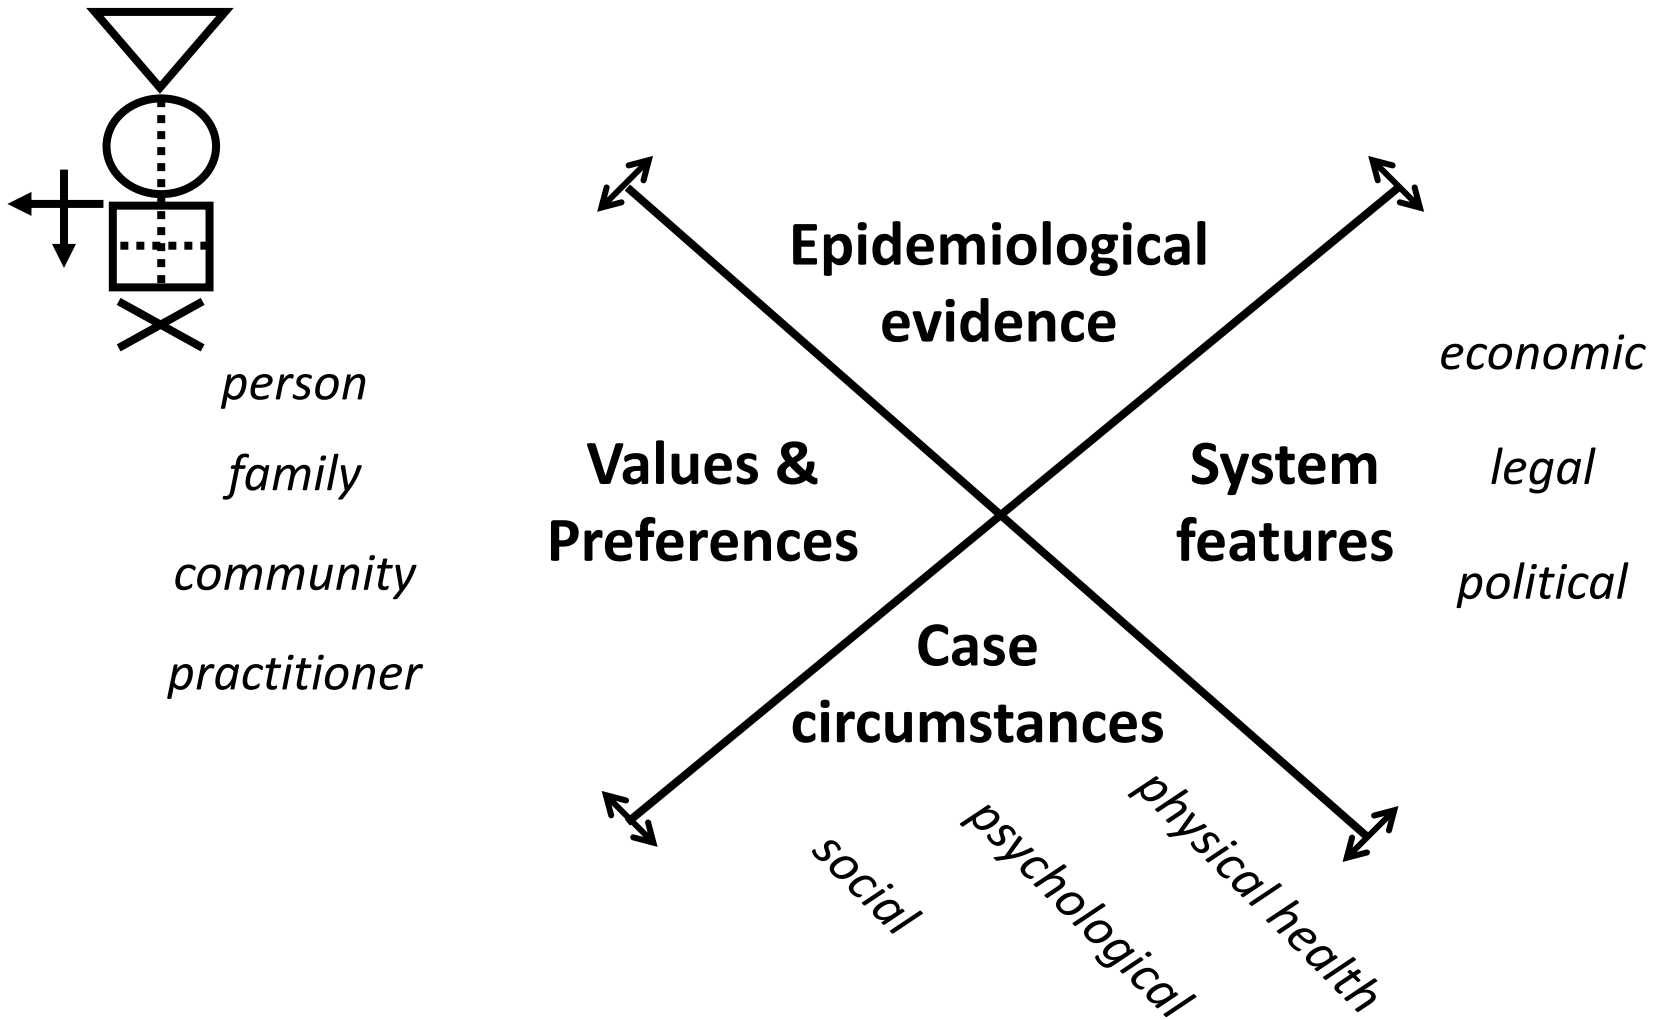 Epidemiological
evidence
person
family
community
practitioner
Values &
Preferences
System
features
economic
legal
political
Case
circumstances
social
psychological
physical health